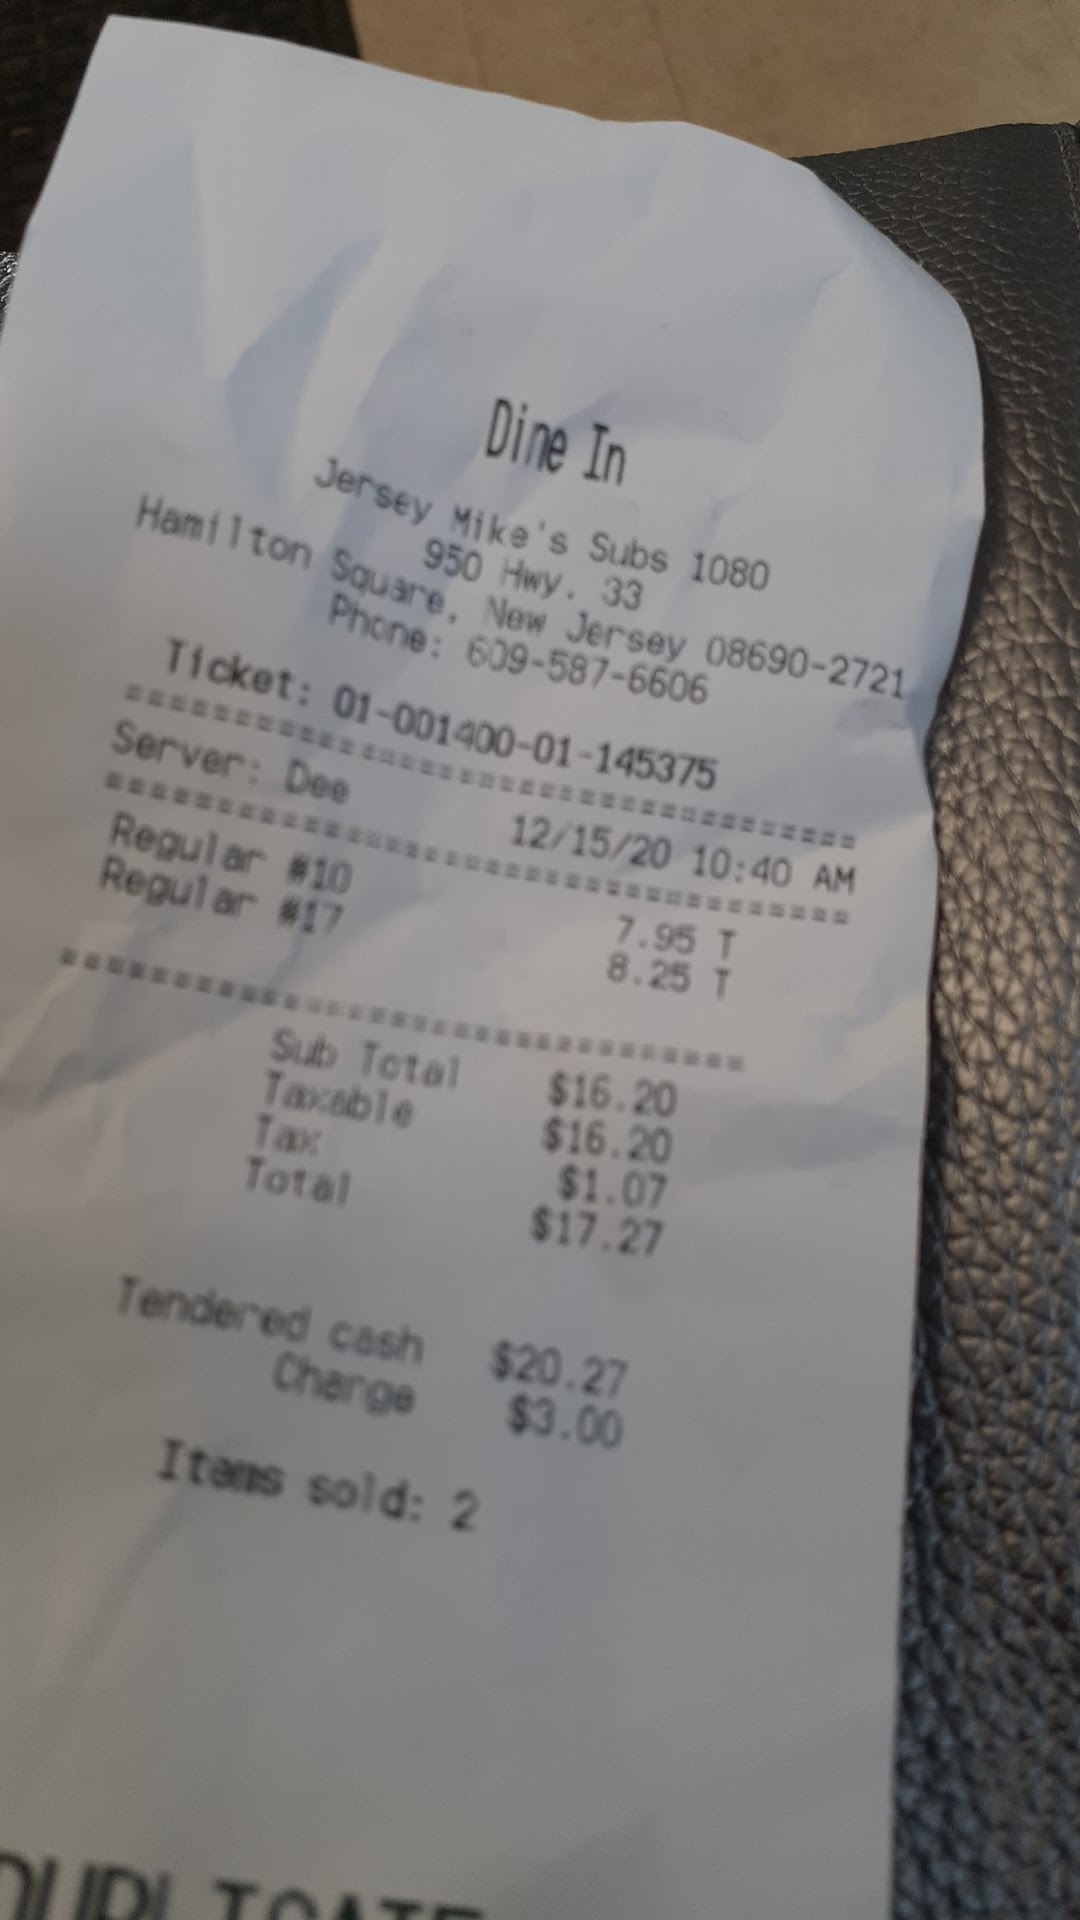 Dine In
Jersey Mike's Subs 1080
950 Hwy. 33
Hamilton Square, New Jersey 08690-2721
Phone: 609-587-6606
Ticket: 01-001400-01-145375
==============================
Server: Dee 12/15/20 10:40 AM
==============================
Regular #10 7.95 T
Regular #17 8.25 T
==============================
Sub Total $16.20
Taxable $16.20
Tax $1.07
Total $17.27
Tendered cash $20.27
Change $3.00
Items sold: 2
DUPLICATE